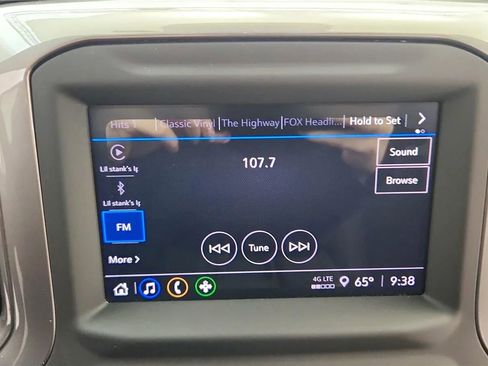 Hits 1 Classic Vinyl The Highway FOX Headli... Hold to Set
Lil stank's
107.7
Sound
Lil stank's
Browse
FM
Tune
More
4G LTE 65° 9:38